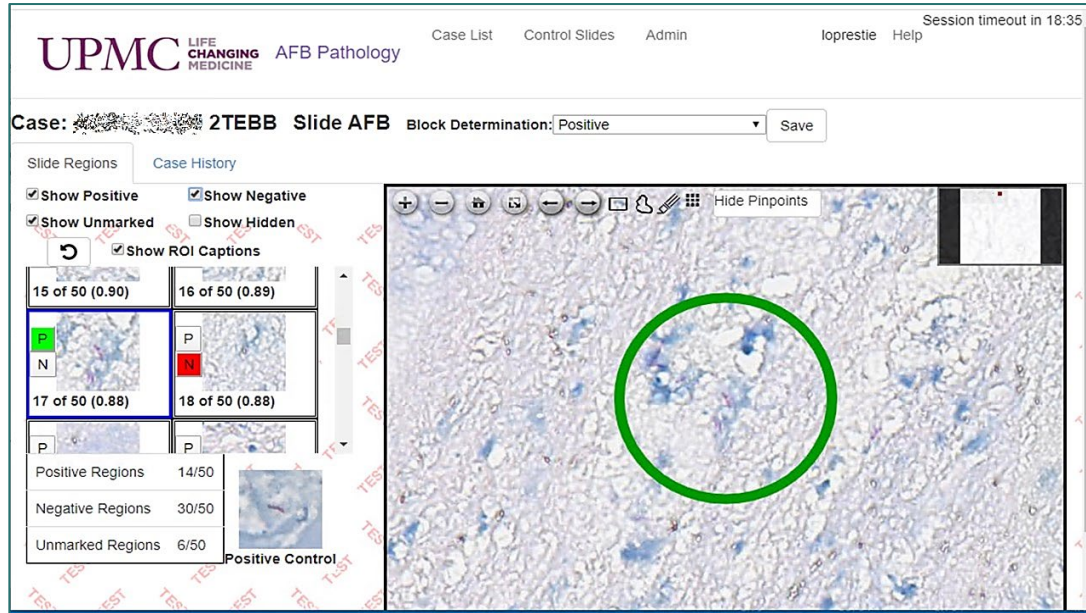 Session timeout in 18:35
UPMC LIFE CHANGING MEDICINE AFB Pathology Case List Control Slides Admin loprestie Help
Case: 2TEBB Slide AFB Block Determination: Positive Save
Slide Regions Case History
Show Positive Show Negative
Show Unmarked Show Hidden
Show ROI Captions
Hide Pinpoints
15 of 50 (0.90) 16 of 50 (0.89)
P P
N N
17 of 50 (0.88) 18 of 50 (0.88)
P P
Positive Regions 14/50
Negative Regions 30/50
Unmarked Regions 6/50
Positive Control
TEST